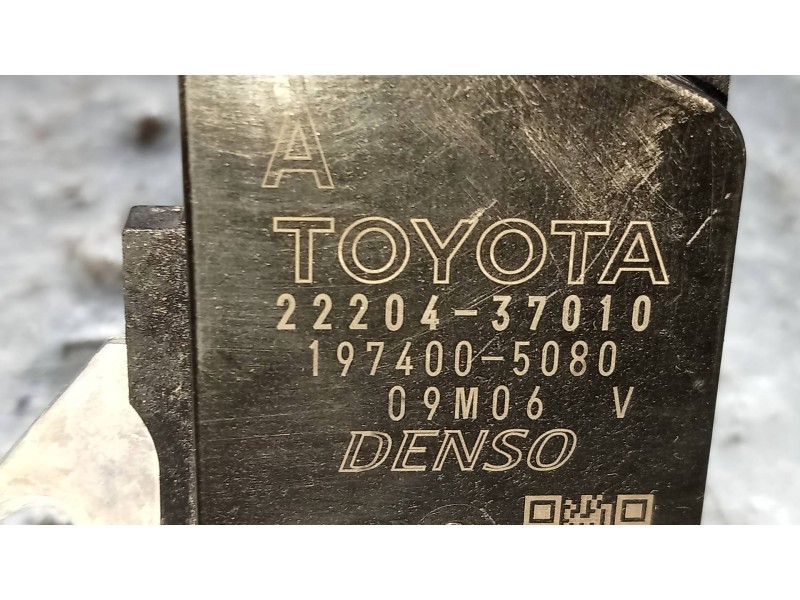 A
TOYOTA
22204-37010
197400-5080
09M06 V
DENSO